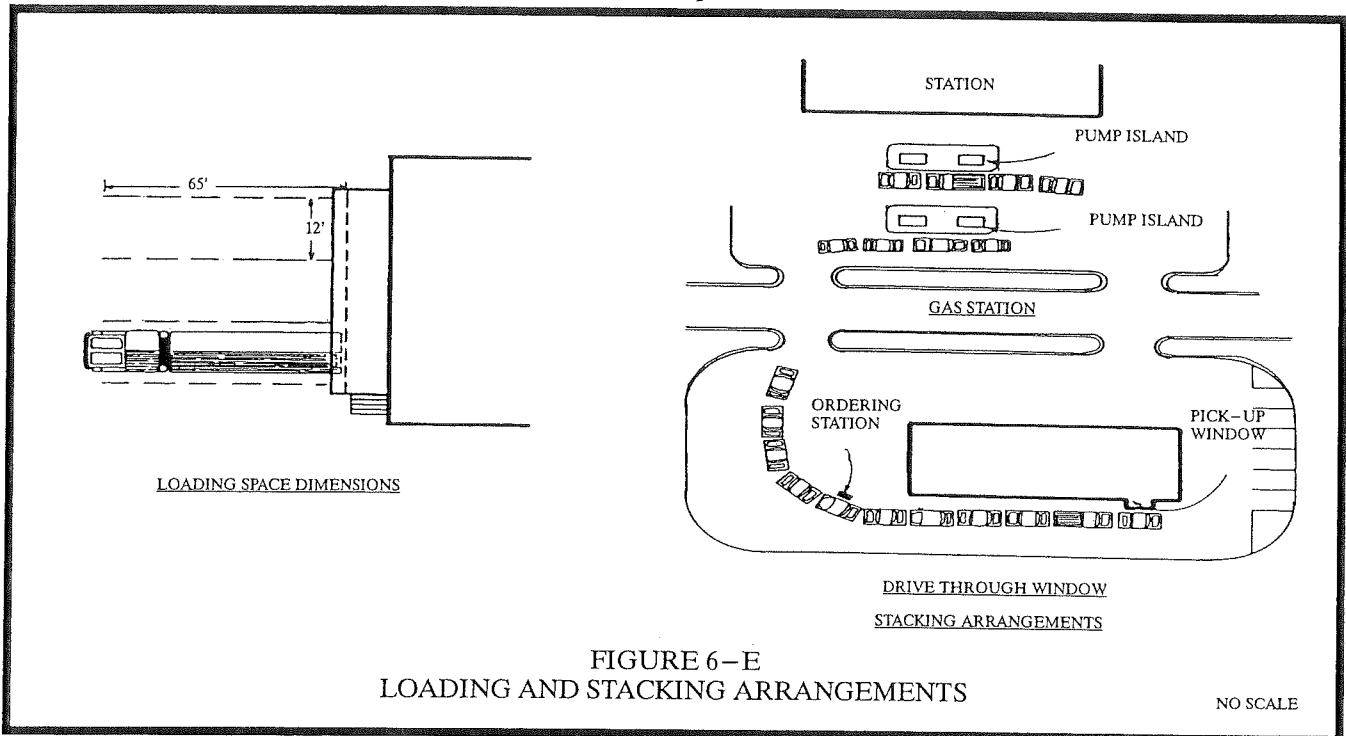 65'
12'
LOADING SPACE DIMENSIONS
STATION
PUMP ISLAND
PUMP ISLAND
GAS STATION
ORDERING
STATION
PICK-UP
WINDOW
DRIVE THROUGH WINDOW
STACKING ARRANGEMENTS
FIGURE 6-E
LOADING AND STACKING ARRANGEMENTS
NO SCALE